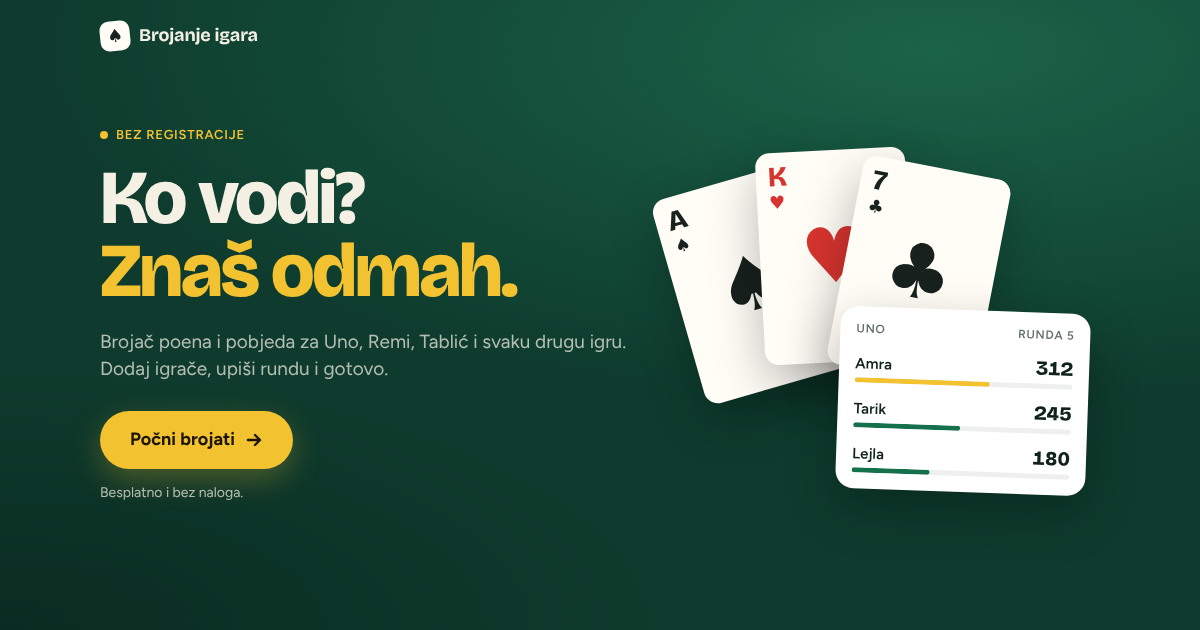 Brojanje igara
BEZ REGISTRACIJE
Ko vodi?
Znaš odmah.
Brojač poena i pobjeda za Uno, Remi, Tablić i svaku drugu igru.
Dodaj igrače, upiši rundu i gotovo.
Počni brojati →
Besplatno i bez naloga.
A
K
7
UNO RUNDA 5
Amra 312
Tarik 245
Lejla 180